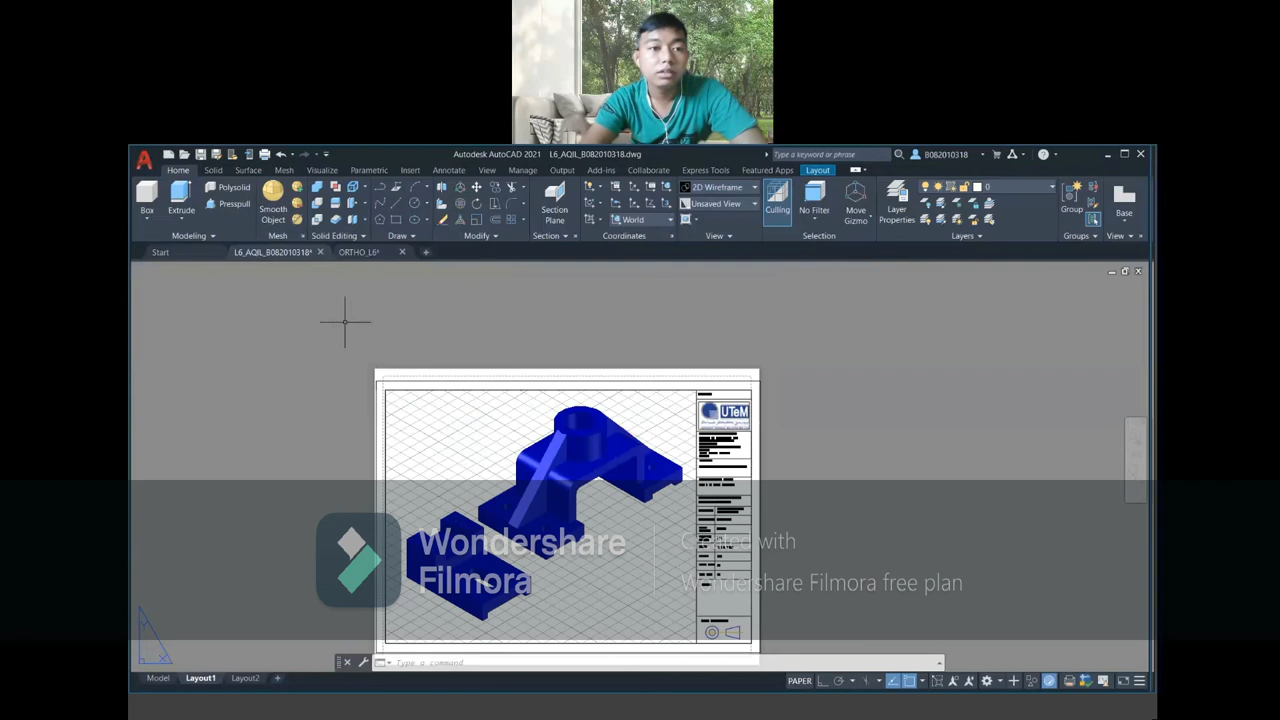 Autodesk AutoCAD 2021 L6_AQIL_B082010318.dwg
Type a keyword or phrase
B082010318
Home Solid Surface Mesh Visualize Parametric Insert Annotate View Manage Output Add-ins Collaborate Express Tools Featured Apps Layout
Box
Extrude
Polysolid
Presspull
Smooth
Object
Section
Plane
World
2D Wireframe
Unsaved View
Culling
No Filter
Move
Gizmo
Layer
Properties
0
Group
Base
Modeling Mesh Solid Editing Draw Modify Section Coordinates View Selection Layers Groups View
Start L6_AQIL_B082010318* ORTHO_L6*
UTeM
Wondershare
Filmora
Created with
Wondershare Filmora free plan
Type a command
Model Layout1 Layout2
PAPER